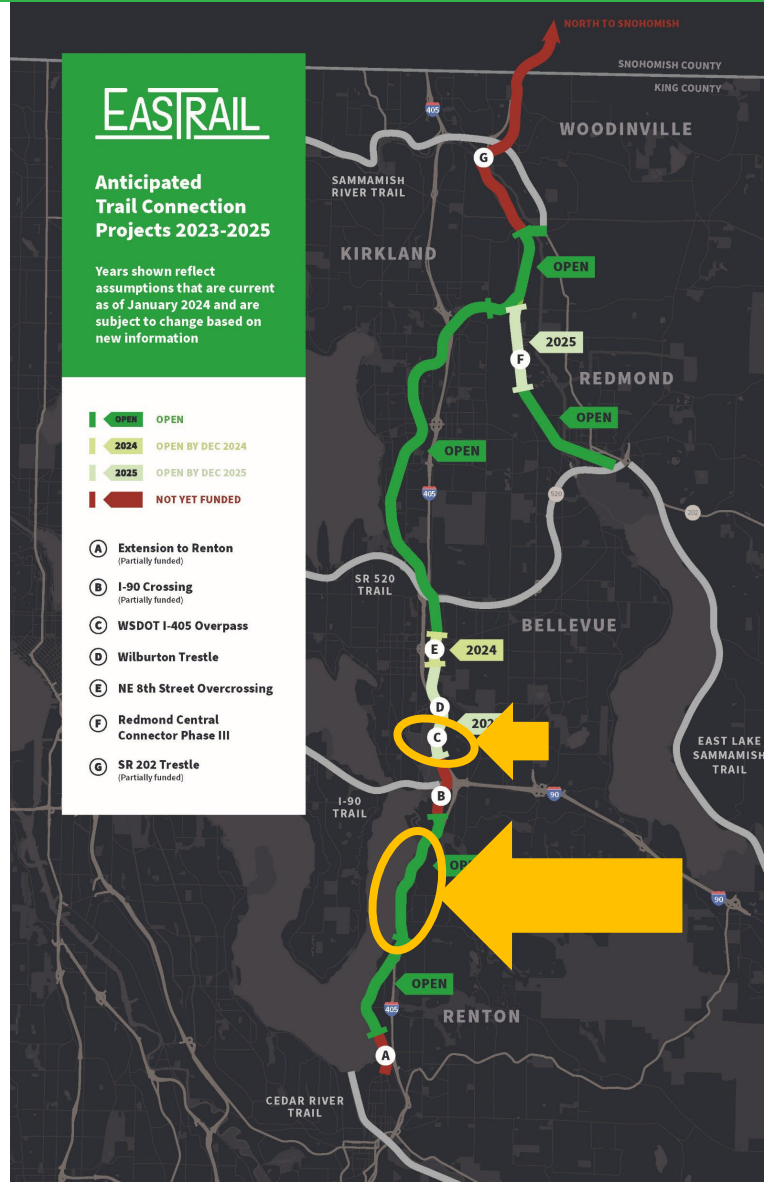 NORTH TO SNOHOMISH
SNOHOMISH COUNTY
KING COUNTY
405
WOODINVILLE
G
EASTRAIL
SAMMAMISH
RIVER TRAIL
Anticipated
Trail Connection
Projects 2023-2025
KIRKLAND
OPEN
Years shown reflect
assumptions that are current
as of January 2024 and are
subject to change based on
new information
2025
F
REDMOND
OPEN OPEN
2024 OPEN BY DEC 2024
2025 OPEN BY DEC 2025
NOT YET FUNDED
OPEN
OPEN
405
520
202
A Extension to Renton
(Partially funded)
B I-90 Crossing
(Partially funded)
C WSDOT I-405 Overpass
D Wilburton Trestle
E NE 8th Street Overcrossing
F Redmond Central
Connector Phase III
G SR 202 Trestle
(Partially funded)
SR 520
TRAIL
BELLEVUE
E
2024
D
C
EAST LAKE
SAMMAMISH
TRAIL
B
90
I-90
TRAIL
90
OPEN
405
RENTON
A
CEDAR RIVER
TRAIL